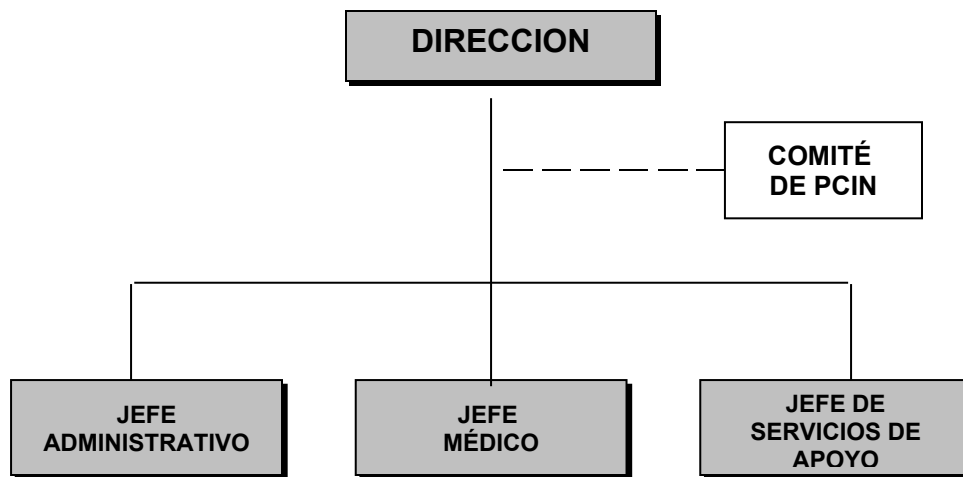 DIRECCION
COMITÉ
DE PCIN
JEFE
ADMINISTRATIVO
JEFE
MÉDICO
JEFE DE
SERVICIOS DE
APOYO